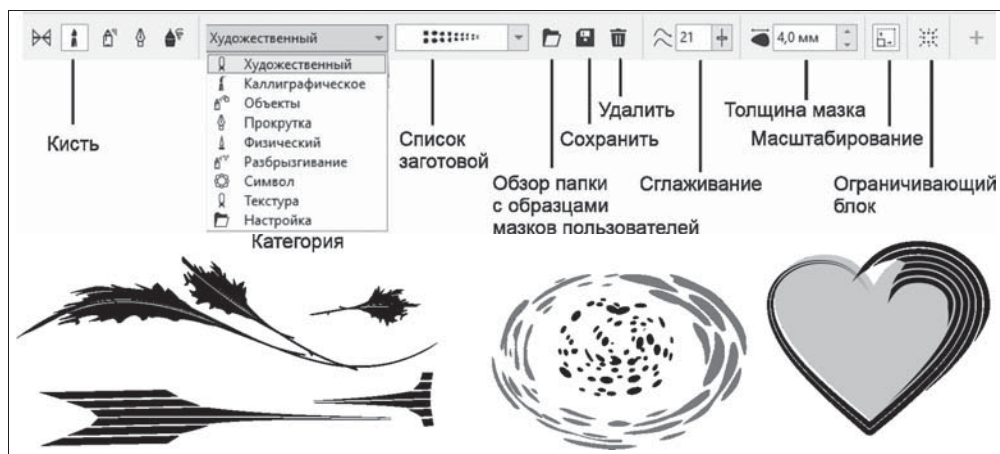 Художественный
21
4,0 мм
Художественный
Каллиграфическое
Объекты
Прокрутка
Физический
Разбрызгивание
Символ
Текстура
Настройка
Категория
Кисть
Список
заготовой
Обзор папки
с образцами
мазков пользователей
Сохранить
Удалить
Сглаживание
Толщина мазка
Масштабирование
Ограничивающий
блок